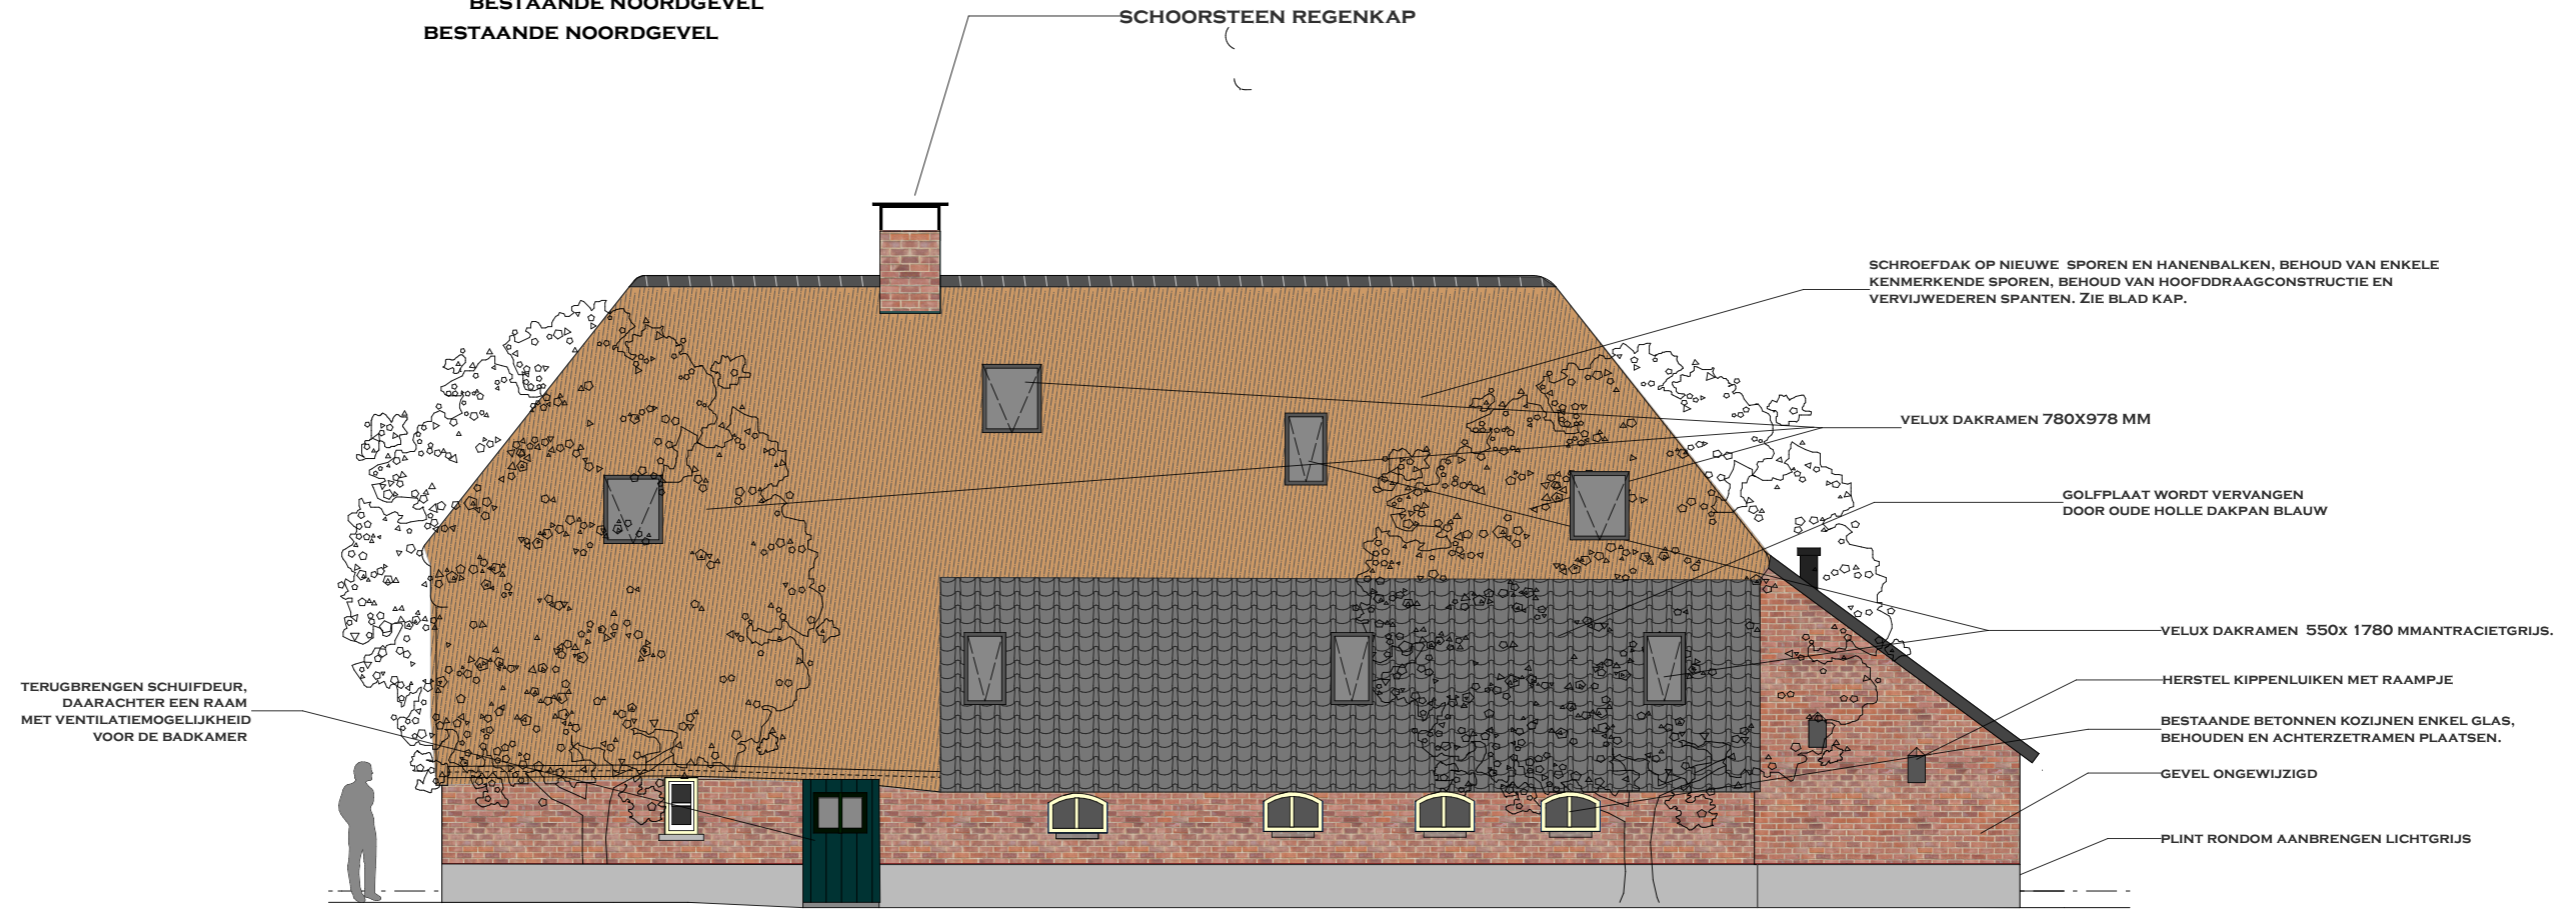 BESTAANDE NOORDGEVEL
BESTAANDE NOORDGEVEL
SCHOORSTEEN REGENKAP
SCHROEFDAK OP NIEUWE SPOREN EN HANENBALKEN, BEHOUD VAN ENKELE
KENMERKENDE SPOREN, BEHOUD VAN HOOFDDRAAGCONSTRUCTIE EN
VERVIJWEDEREN SPANTEN. ZIE BLAD KAP.
VELUX DAKRAMEN 780X978 MM
GOLFPLAAT WORDT VERVANGEN
DOOR OUDE HOLLE DAKPAN BLAUW
VELUX DAKRAMEN 550X 1780 MMANTRACIETGRIJS.
HERSTEL KIPPENLUIKEN MET RAAMPJE
BESTAANDE BETONNEN KOZIJNEN ENKEL GLAS,
BEHOUDEN EN ACHTERZETRAMEN PLAATSEN.
GEVEL ONGEWIJZIGD
PLINT RONDOM AANBRENGEN LICHTGRIJS
TERUGBRENGEN SCHUIFDEUR,
DAARACHTER EEN RAAM
MET VENTILATIEMOGELIJKHEID
VOOR DE BADKAMER